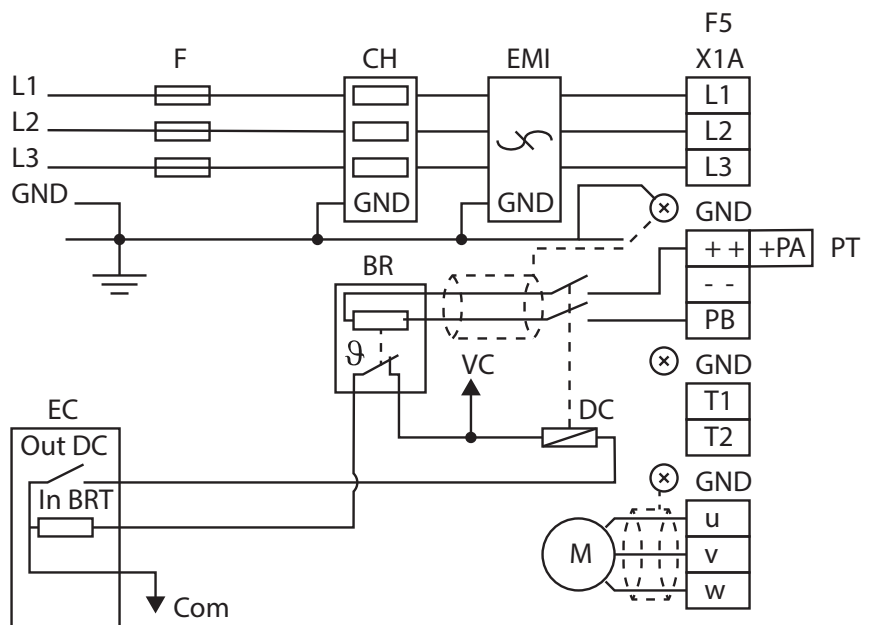 F5
F CH EMI X1A
L1 L1
L2 L2
L3 L3
GND GND GND GND
BR + + +PA PT
- -
PB
ϑ VC GND
T1
EC DC T2
Out DC
In BRT GND
u
M v
w
Com